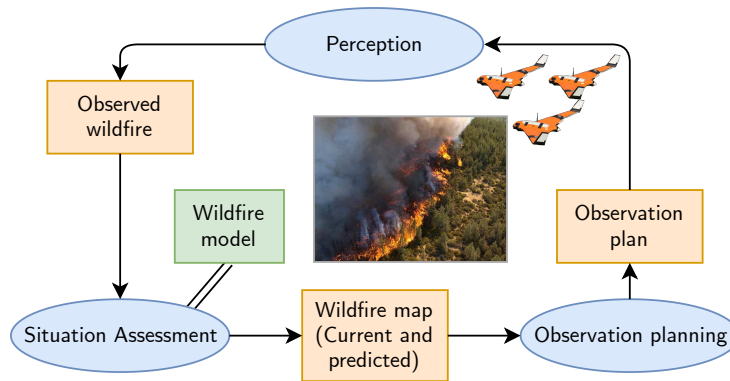 Perception
Observed
wildfire
Wildfire
model
Observation
plan
Situation Assessment
Wildfire map
(Current and
predicted)
Observation planning